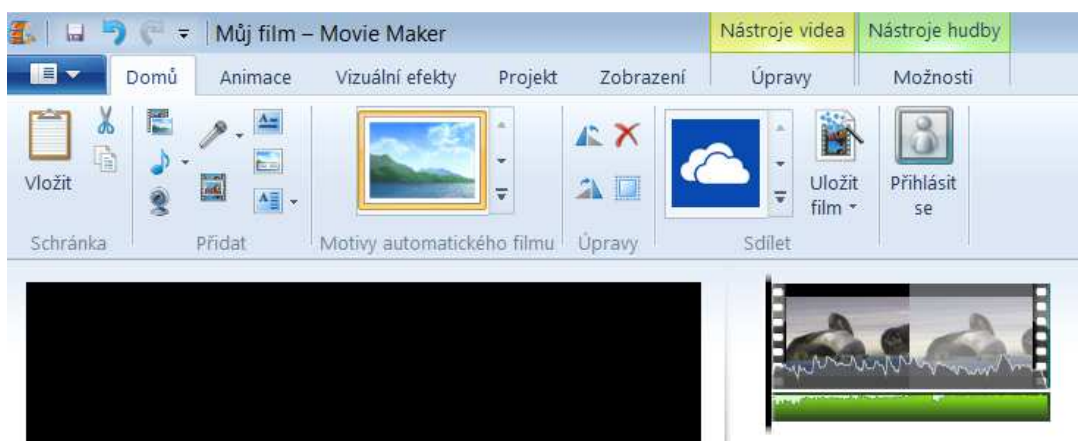 Můj film – Movie Maker
Nástroje videa
Nástroje hudby
Domů
Animace
Vizuální efekty
Projekt
Zobrazení
Úpravy
Možnosti
Vložit
Uložit
film
Přihlásit
se
Schránka
Přidat
Motivy automatického filmu
Úpravy
Sdílet